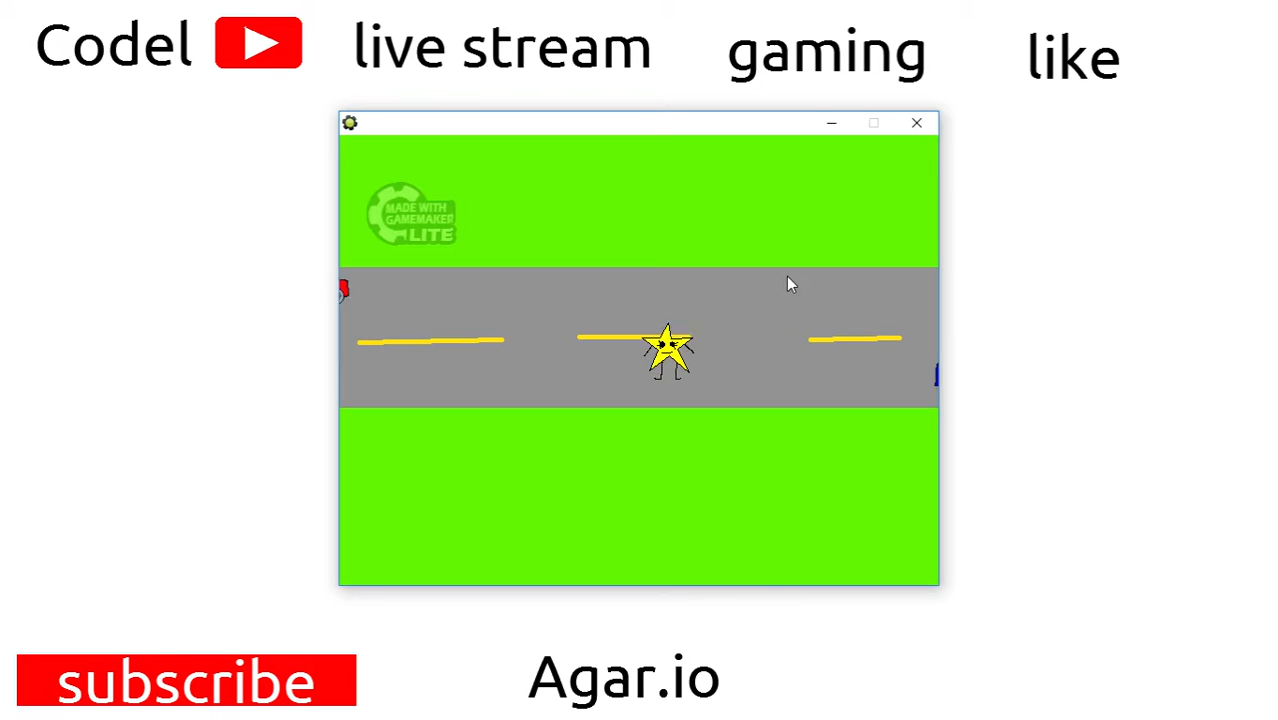 Codel
live stream
gaming
like
MADE WITH
GAMEMAKER
LITE
subscribe
Agar.io